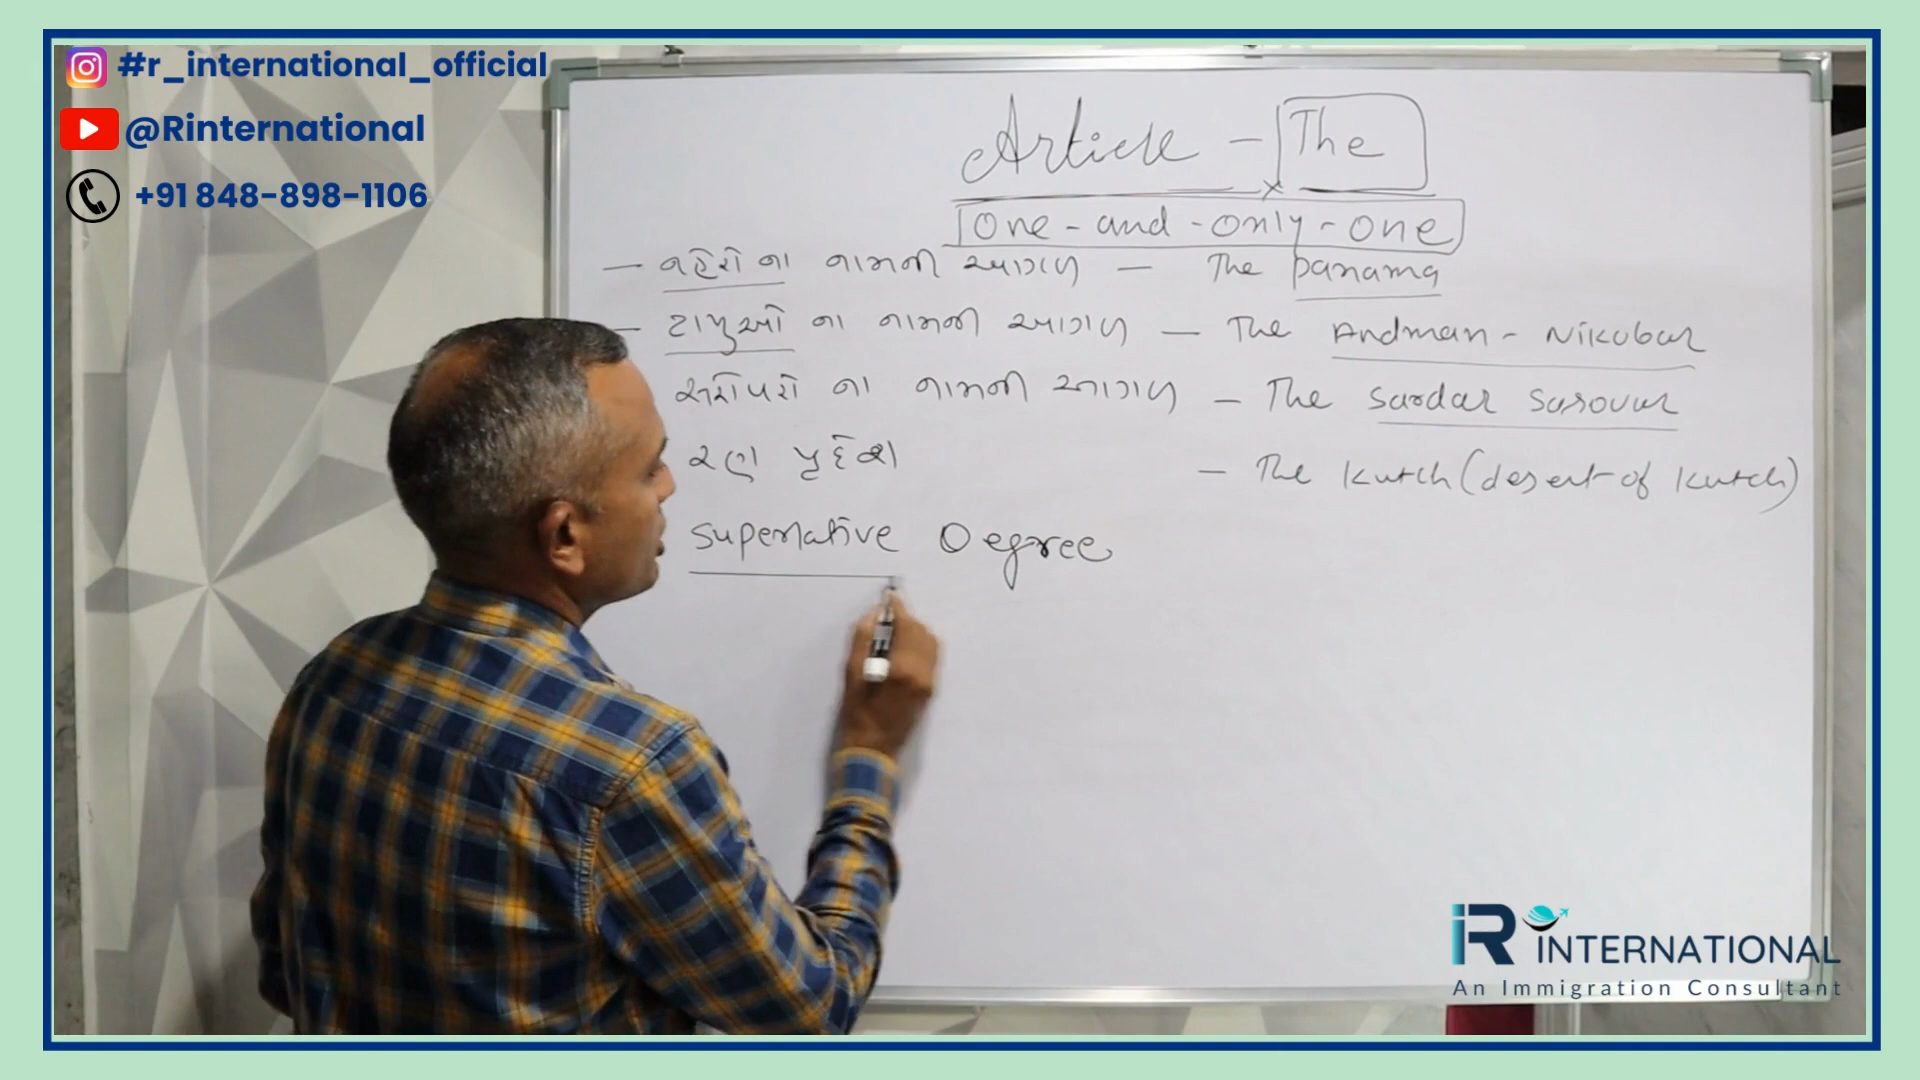 #r_international_official
@Rinternational
+91 848-898-1106
Article - The
One-and-only-one
— નહેરો ના નામની આગળ — The panama
— ટાપુઓ ના નામની આગળ — The Andman - Nikobar
સરોવરો ના નામની આગળ — The Sardar Sarovar
રણ પ્રદેશ — The Kutch (desert of Kutch)
Superlative Degree
iR INTERNATIONAL
An Immigration Consultant